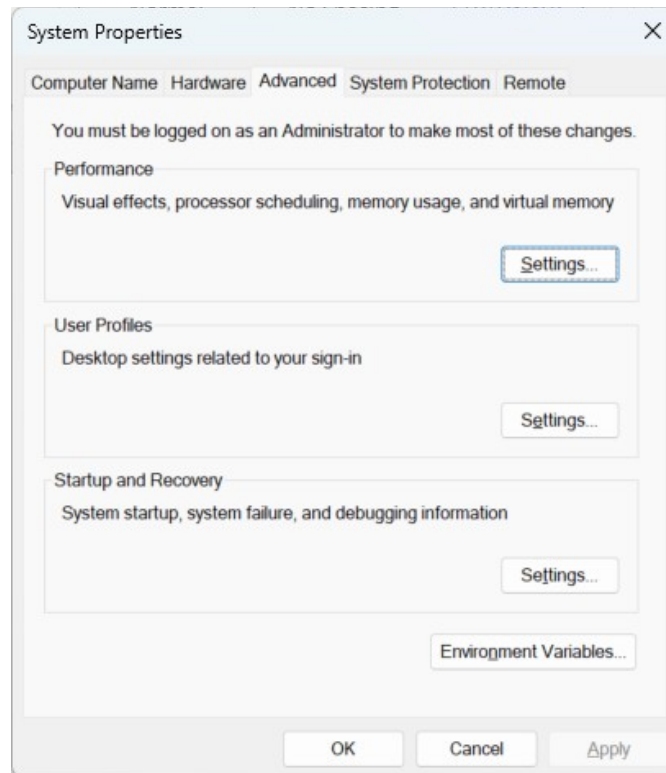 System Properties
Computer Name Hardware Advanced System Protection Remote
You must be logged on as an Administrator to make most of these changes.
Performance
Visual effects, processor scheduling, memory usage, and virtual memory
Settings...
User Profiles
Desktop settings related to your sign-in
Settings...
Startup and Recovery
System startup, system failure, and debugging information
Settings...
Environment Variables...
OK Cancel Apply